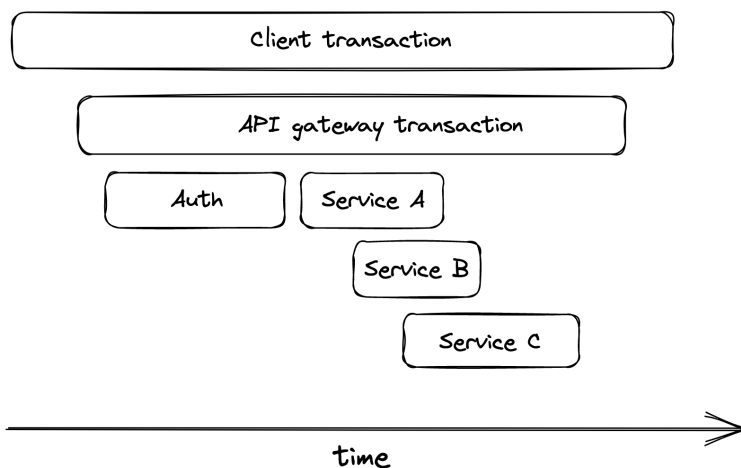 Client transaction
API gateway transaction
Auth
Service A
Service B
Service C
time